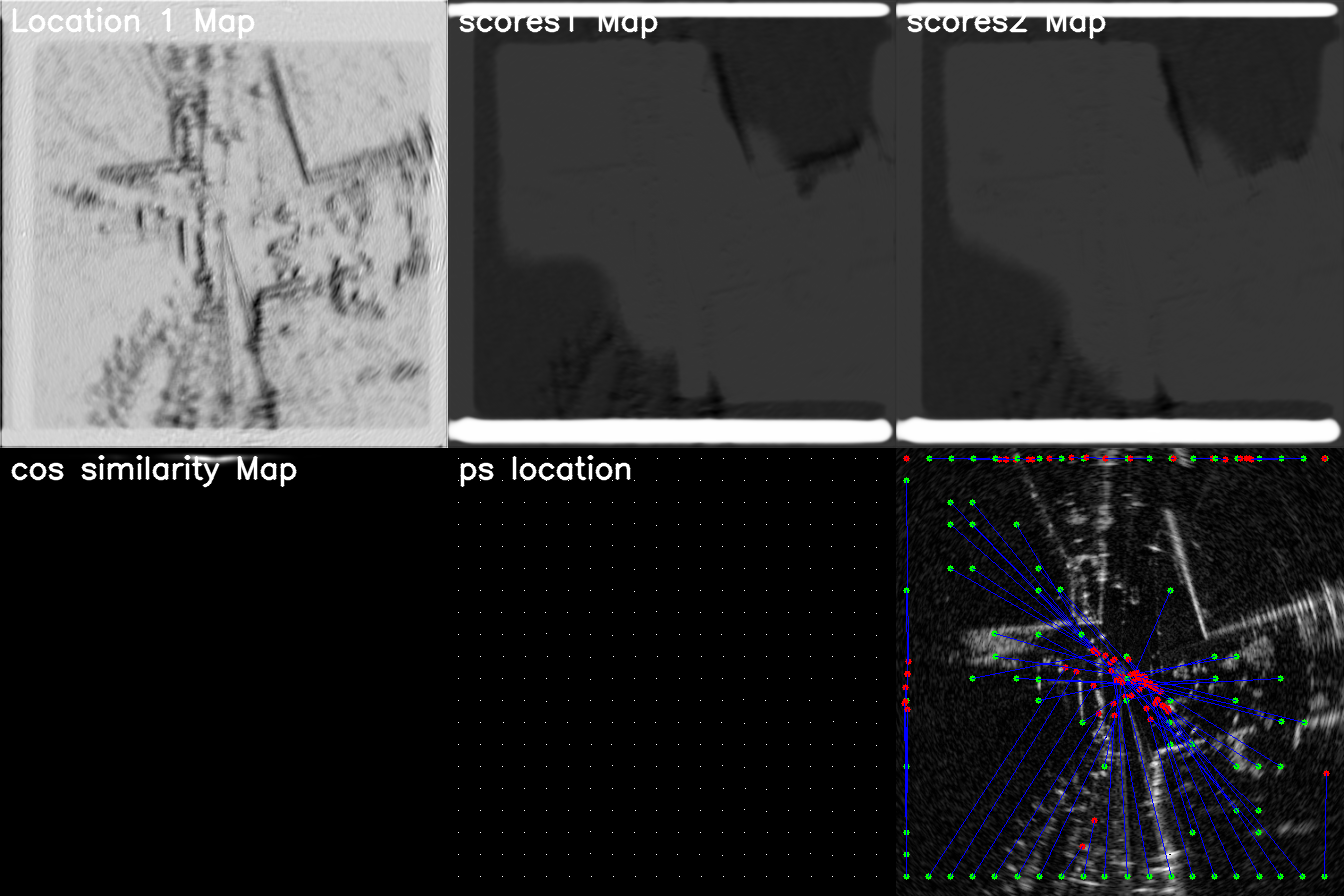 Location 1 Map
scores1 Map
scores2 Map
cos similarity Map
ps location